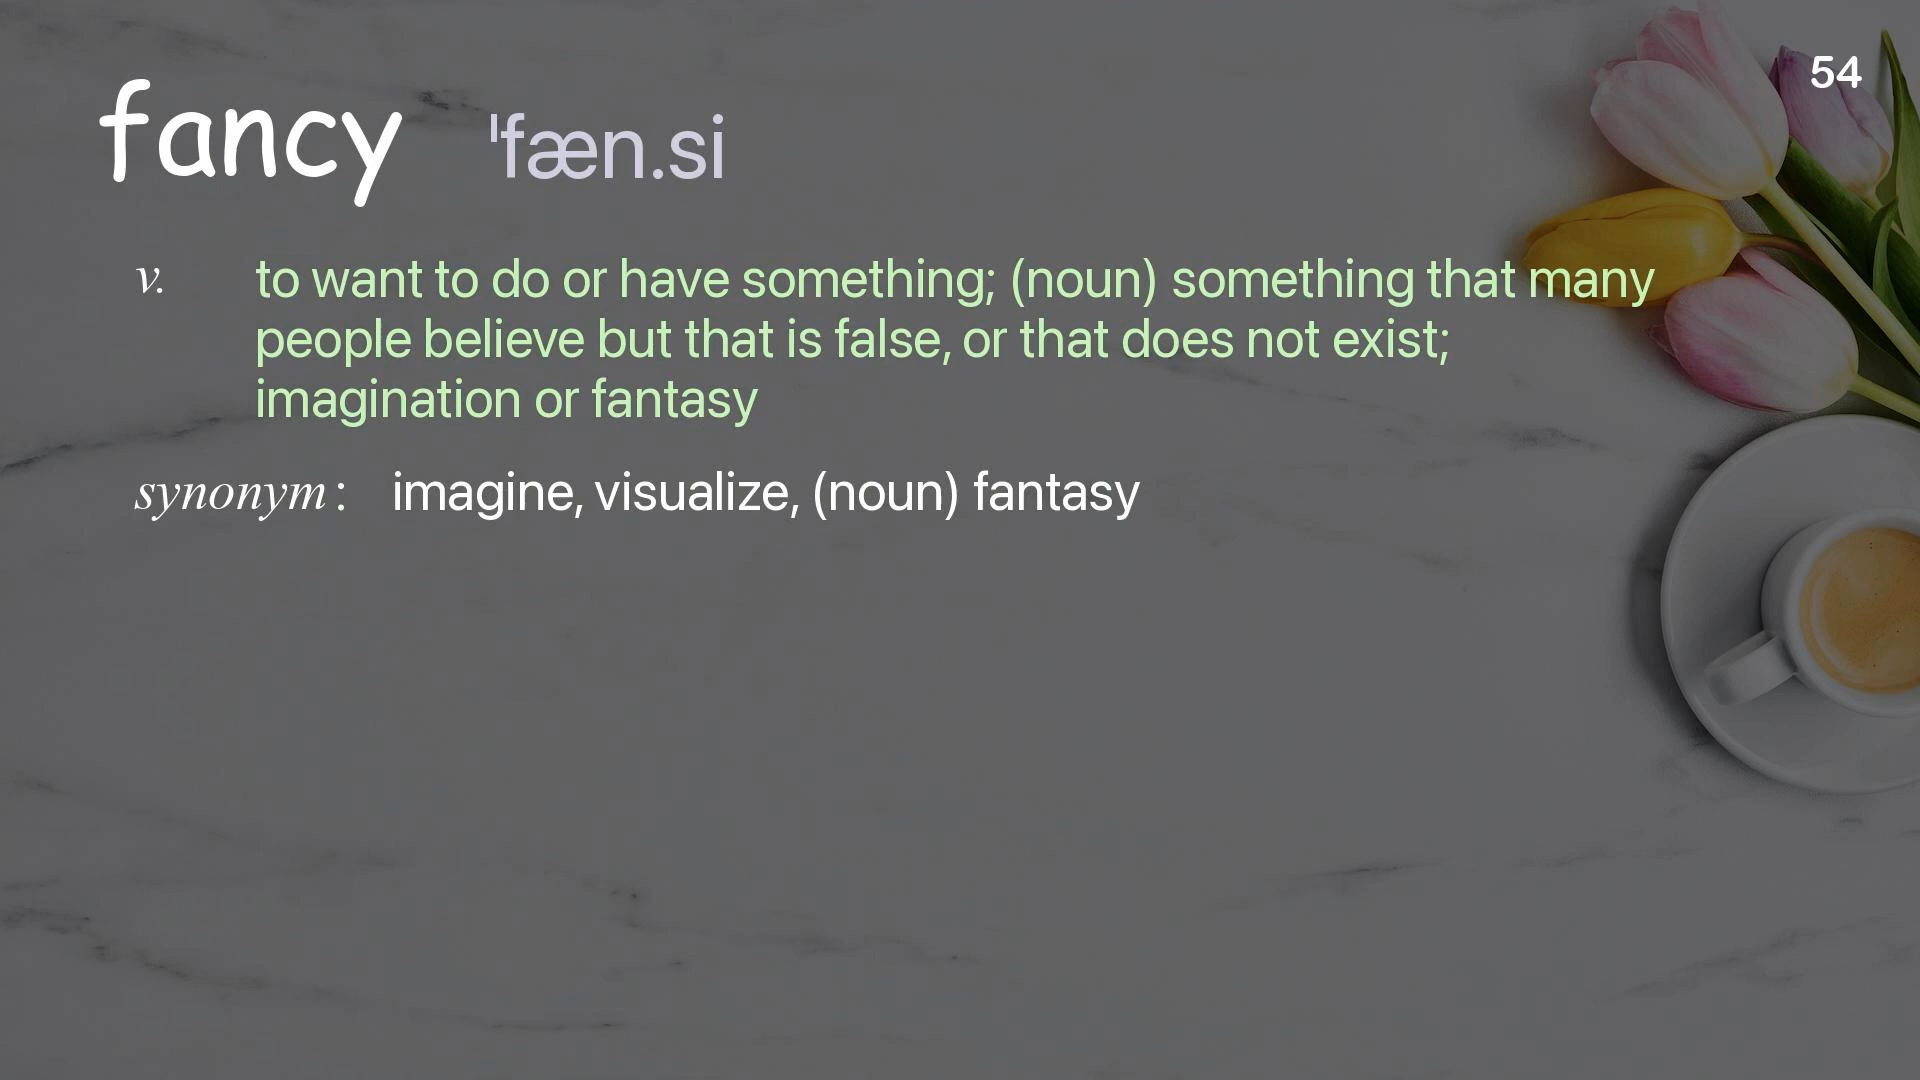 54
fancy ˈfæn.si
v. to want to do or have something; (noun) something that many
people believe but that is false, or that does not exist;
imagination or fantasy
synonym: imagine, visualize, (noun) fantasy